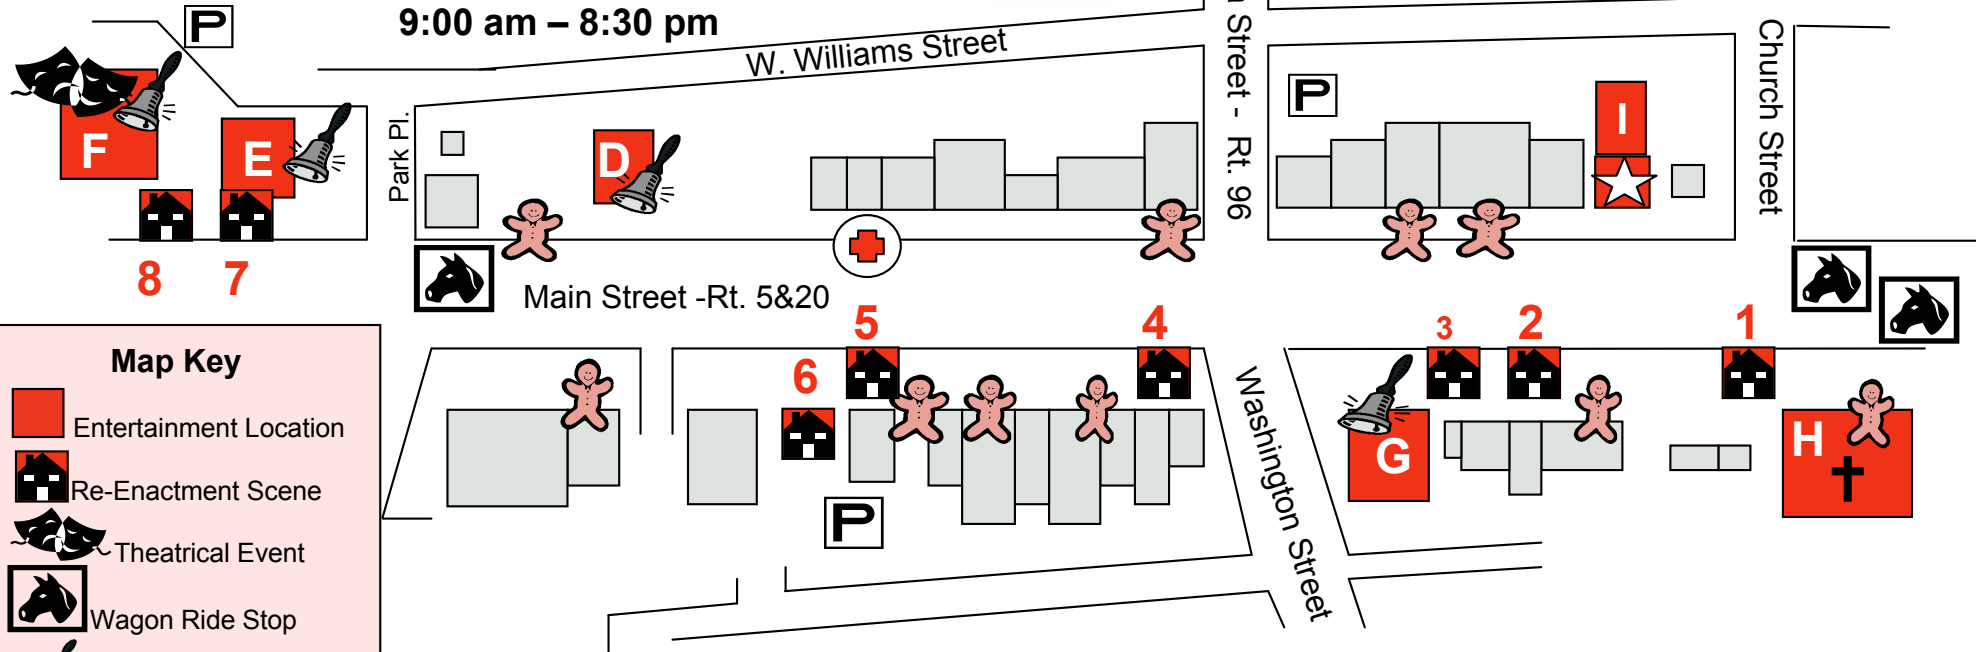 P
9:00 am – 8:30 pm
W. Williams Street
Street - Rt. 96
Church Street
Park Pl.
P
F
E
D
I
8
7
Main Street -Rt. 5&20
5
4
3
2
1
6
Map Key
Entertainment Location
Re-Enactment Scene
Theatrical Event
Wagon Ride Stop
G
H
P
Washington Street